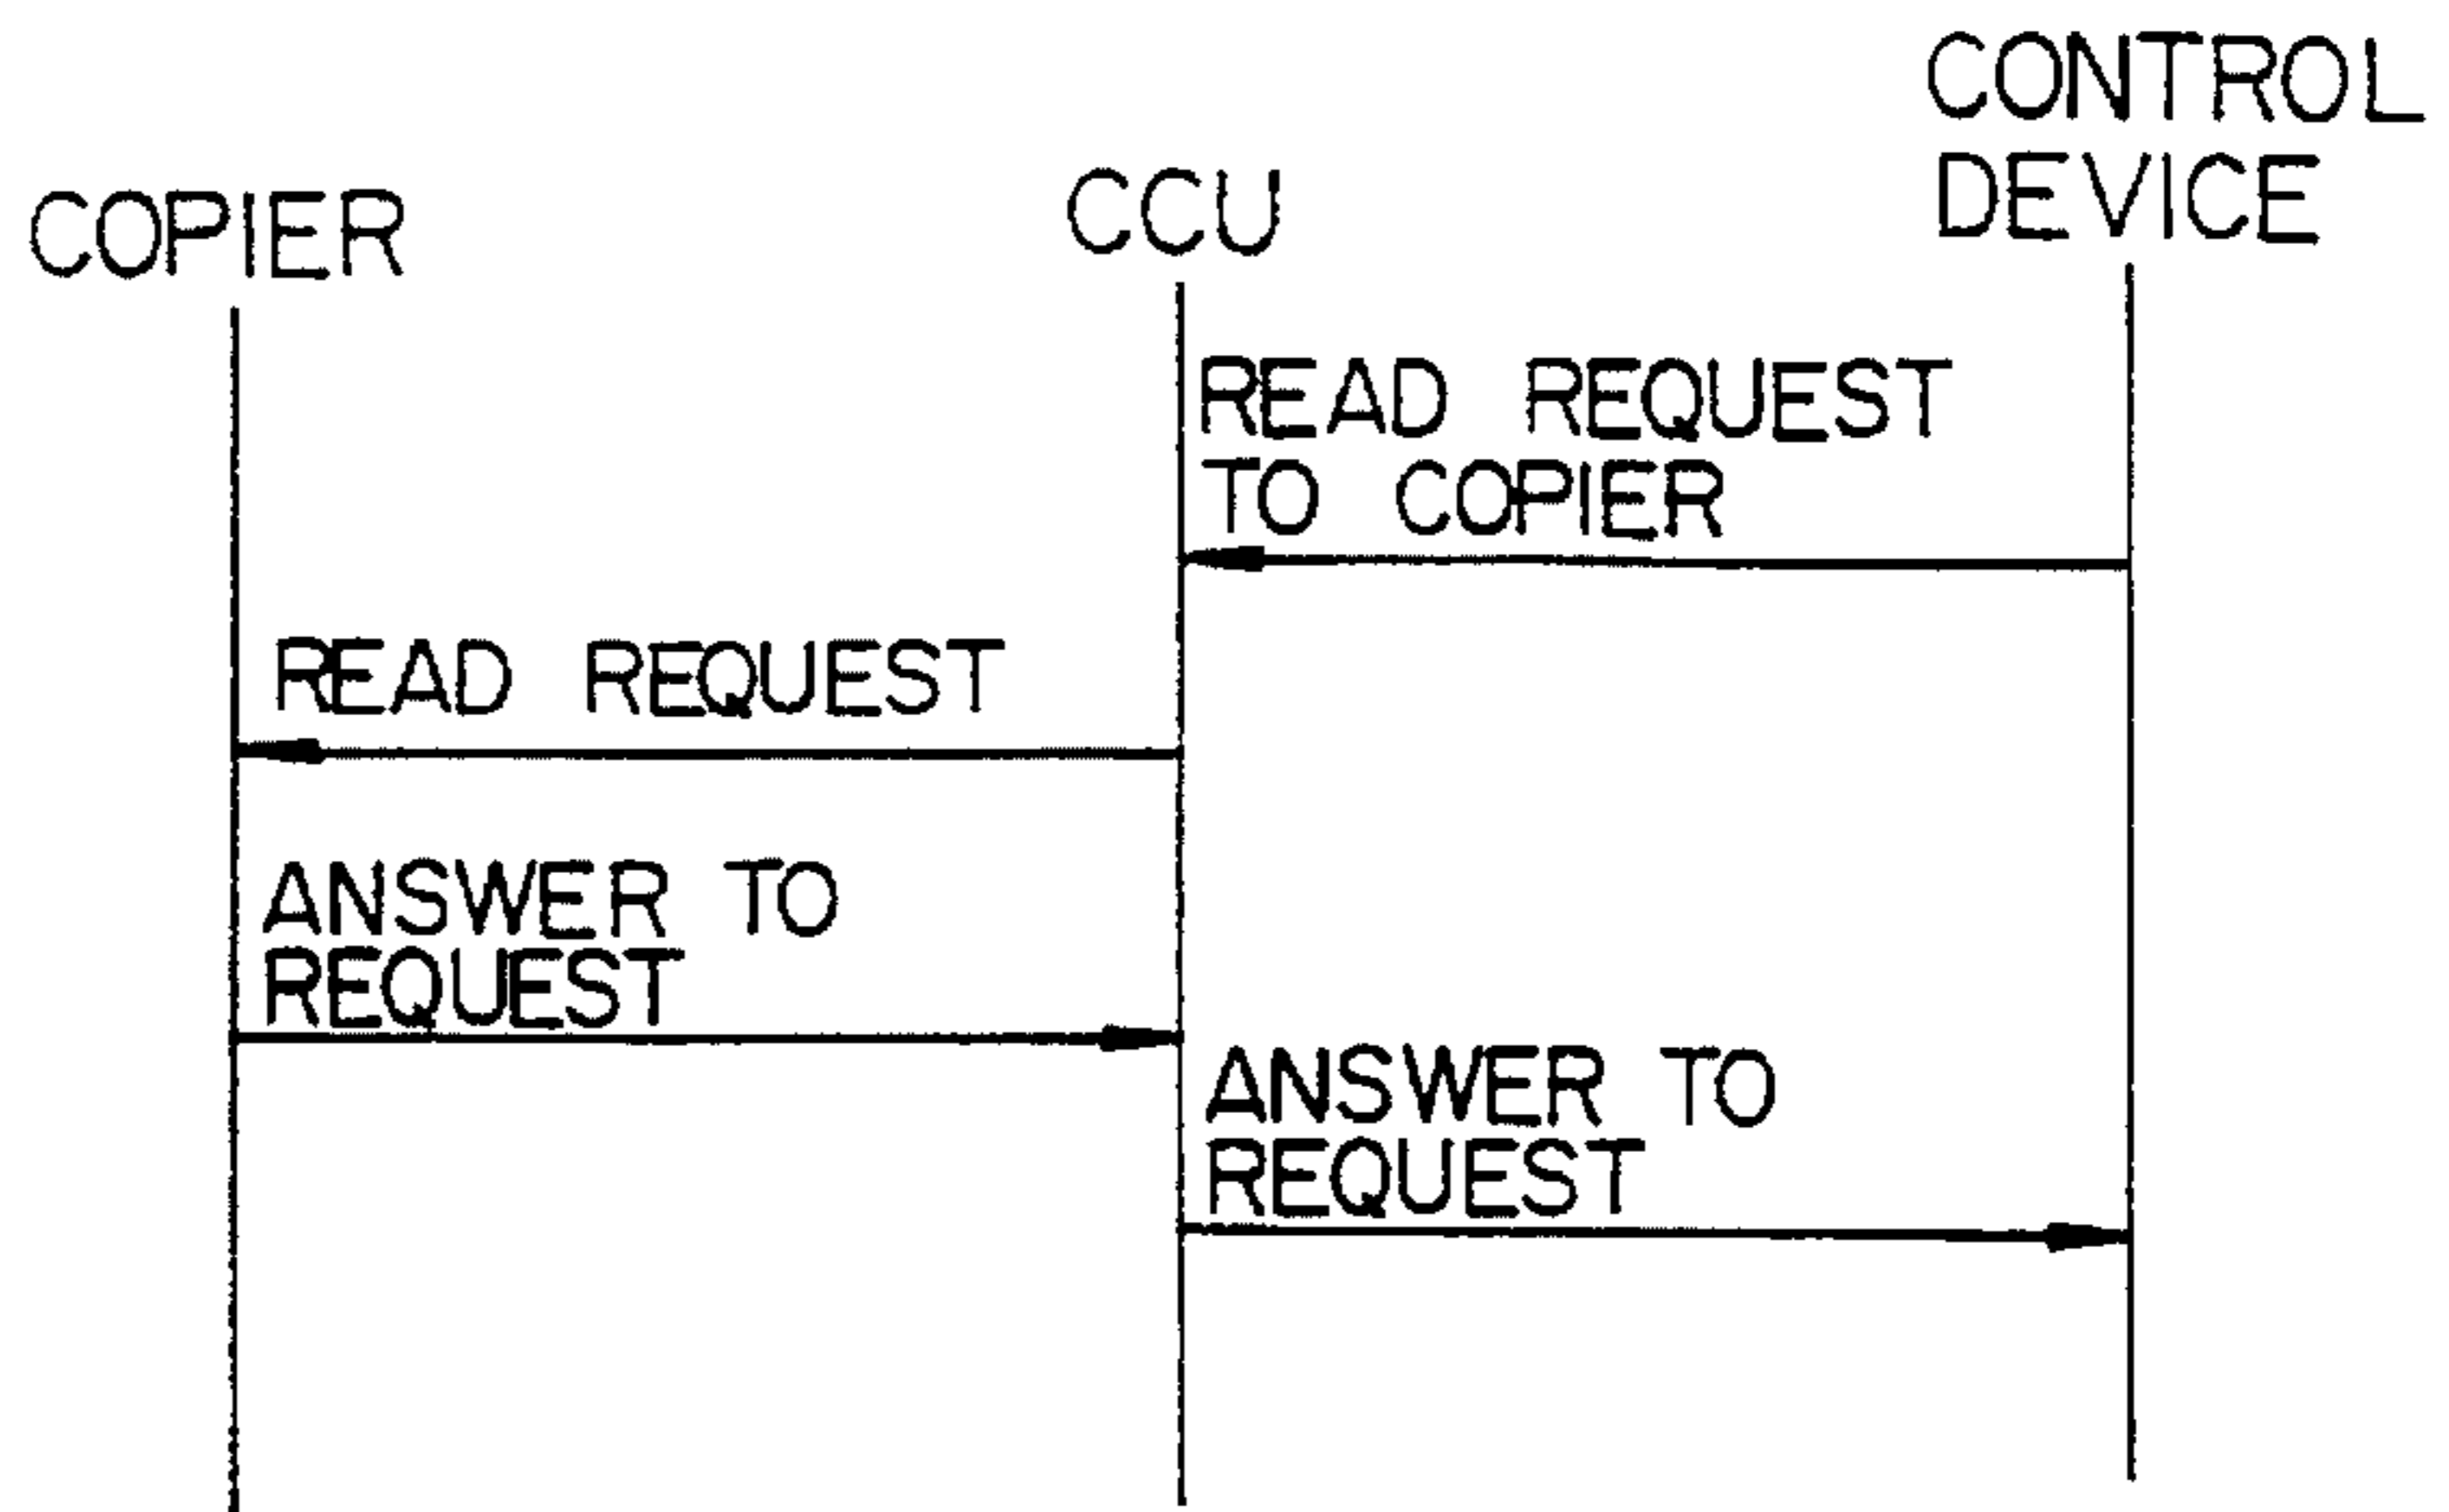 COPIER
CCU
CONTROL
DEVICE
READ REQUEST
TO COPIER
READ REQUEST
ANSWER TO
REQUEST
ANSWER TO
REQUEST